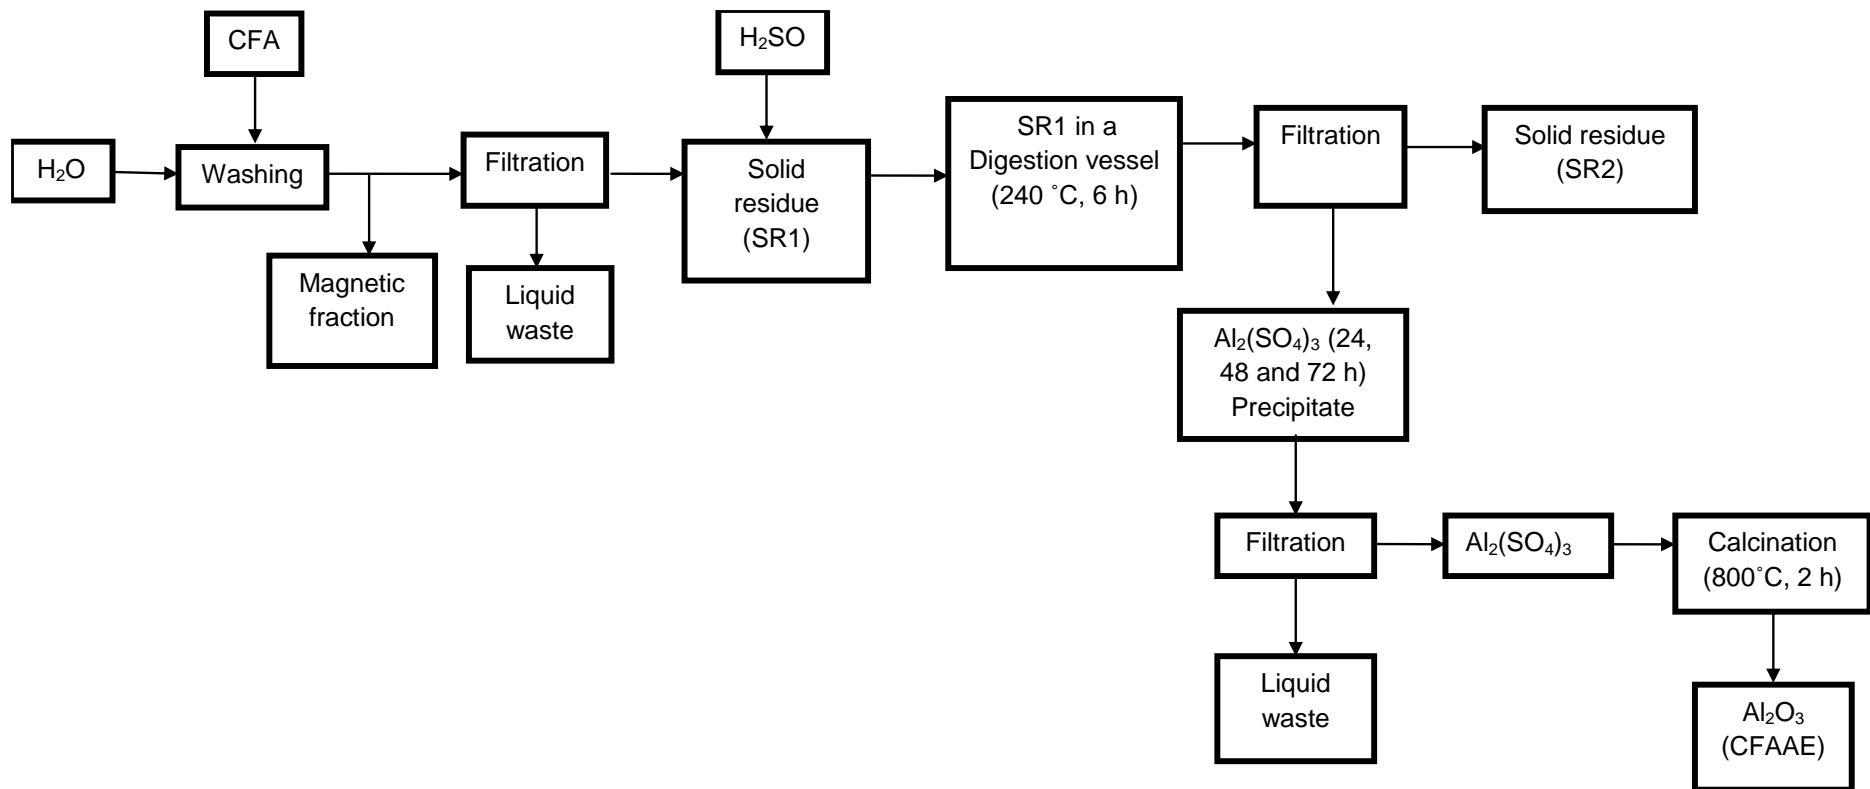 CFA
H₂SO
H₂O
Washing
Filtration
Solid
residue
(SR1)
SR1 in a
Digestion vessel
(240 ˚C, 6 h)
Filtration
Solid residue
(SR2)
Magnetic
fraction
Liquid
waste
Al₂(SO₄)₃ (24,
48 and 72 h)
Precipitate
Filtration
Al₂(SO₄)₃
Calcination
(800˚C, 2 h)
Liquid
waste
Al₂O₃
(CFAAE)